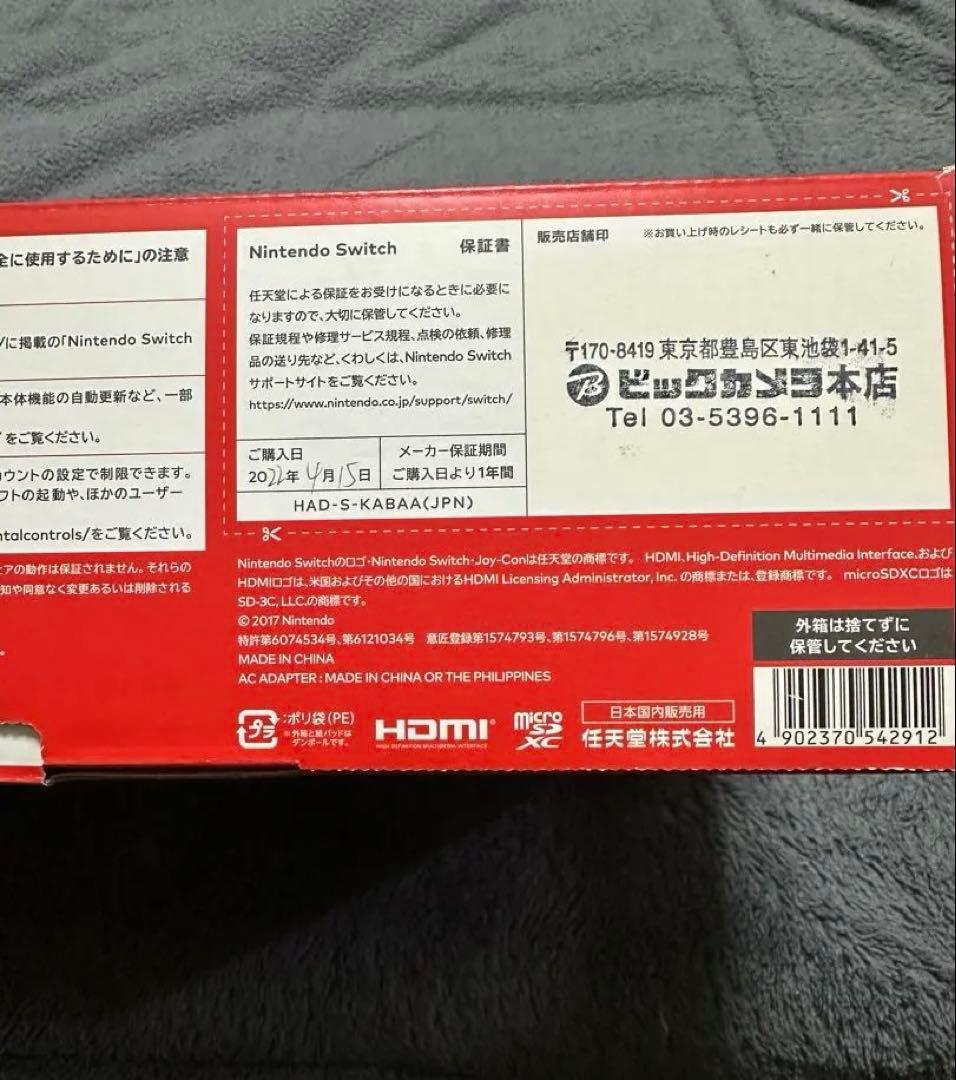 全に使用するために」の注意
に掲載の「Nintendo Switch
本体機能の自動更新など、一部
をご覧ください。
ウントの設定で制限できます。
フトの起動や、ほかのユーザー
ntalcontrols/をご覧ください。
ェアの動作は保証されません。それらの
知や同意なく変更あるいは削除される
Nintendo Switch 保証書
任天堂による保証をお受けになるときに必要に
なりますので、大切に保管してください。
保証規程や修理サービス規程、点検の依頼、修理
品の送り先など、くわしくは、Nintendo Switch
サポートサイトをご覧ください。
https://www.nintendo.co.jp/support/switch/
ご購入日
2022年4月15日
メーカー保証期間
ご購入日より1年間
HAD-S-KABAA(JPN)
販売店舗印 ※お買い上げ時のレシートも必ず一緒に保管してください。
〒170-8419 東京都豊島区東池袋1-41-5
ビックカメラ本店
Tel 03-5396-1111
Nintendo Switchのロゴ・Nintendo Switch・Joy-Conは任天堂の商標です。 HDMI、High-Definition Multimedia Interface、および
HDMIロゴは、米国およびその他の国におけるHDMI Licensing Administrator, Inc. の商標または、登録商標です。 microSDXCロゴは
SD-3C, LLC.の商標です。
© 2017 Nintendo
特許第6074534号、第6121034号 意匠登録第1574793号、第1574796号、第1574928号
MADE IN CHINA
AC ADAPTER : MADE IN CHINA OR THE PHILIPPINES
外箱は捨てずに
保管してください
プラ
:ポリ袋(PE)
※外箱と紙パッドは
ダンボールです。
HDMI®
HIGH DEFINITION MULTIMEDIA INTERFACE
micro
SD
XC
日本国内販売用
任天堂株式会社
4 902370 542912